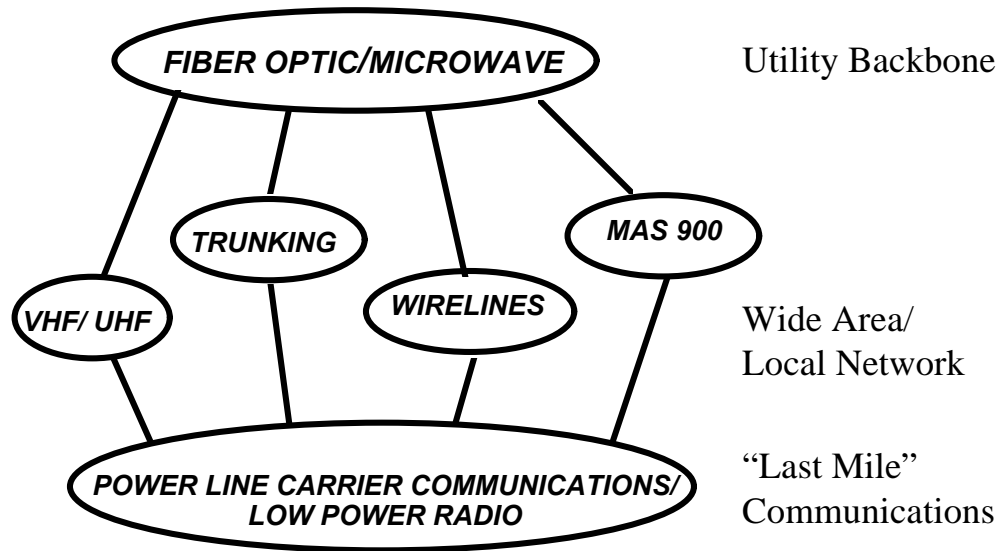 FIBER OPTIC/MICROWAVE
Utility Backbone
TRUNKING
MAS 900
VHF/ UHF
WIRELINES
Wide Area/
Local Network
POWER LINE CARRIER COMMUNICATIONS/
LOW POWER RADIO
“Last Mile”
Communications